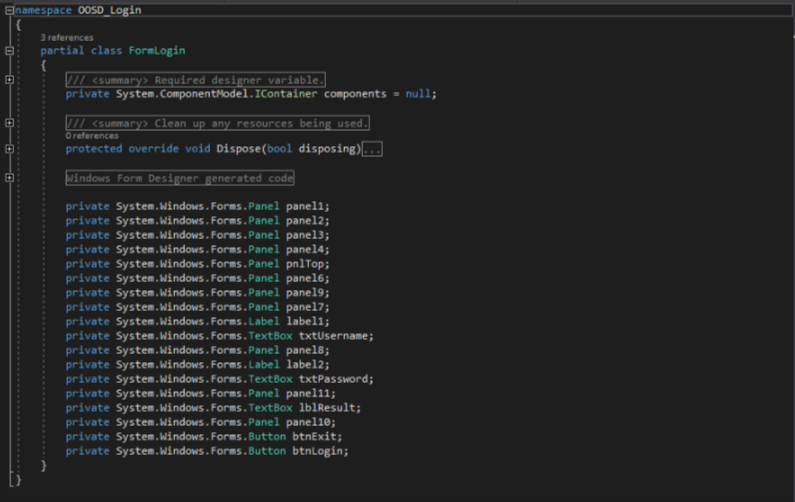 namespace OOSD_Login
{
3 references
partial class FormLogin
{
/// <summary> Required designer variable.
private System.ComponentModel.IContainer components = null;
/// <summary> Clean up any resources being used.
0 references
protected override void Dispose(bool disposing)...
Windows Form Designer generated code
private System.Windows.Forms.Panel panel1;
private System.Windows.Forms.Panel panel2;
private System.Windows.Forms.Panel panel3;
private System.Windows.Forms.Panel panel4;
private System.Windows.Forms.Panel pnlTop;
private System.Windows.Forms.Panel panel6;
private System.Windows.Forms.Panel panel9;
private System.Windows.Forms.Panel panel7;
private System.Windows.Forms.Label label1;
private System.Windows.Forms.TextBox txtUsername;
private System.Windows.Forms.Panel panel8;
private System.Windows.Forms.Label label2;
private System.Windows.Forms.TextBox txtPassword;
private System.Windows.Forms.Panel panel11;
private System.Windows.Forms.TextBox lblResult;
private System.Windows.Forms.Panel panel10;
private System.Windows.Forms.Button btnExit;
private System.Windows.Forms.Button btnLogin;
}
}